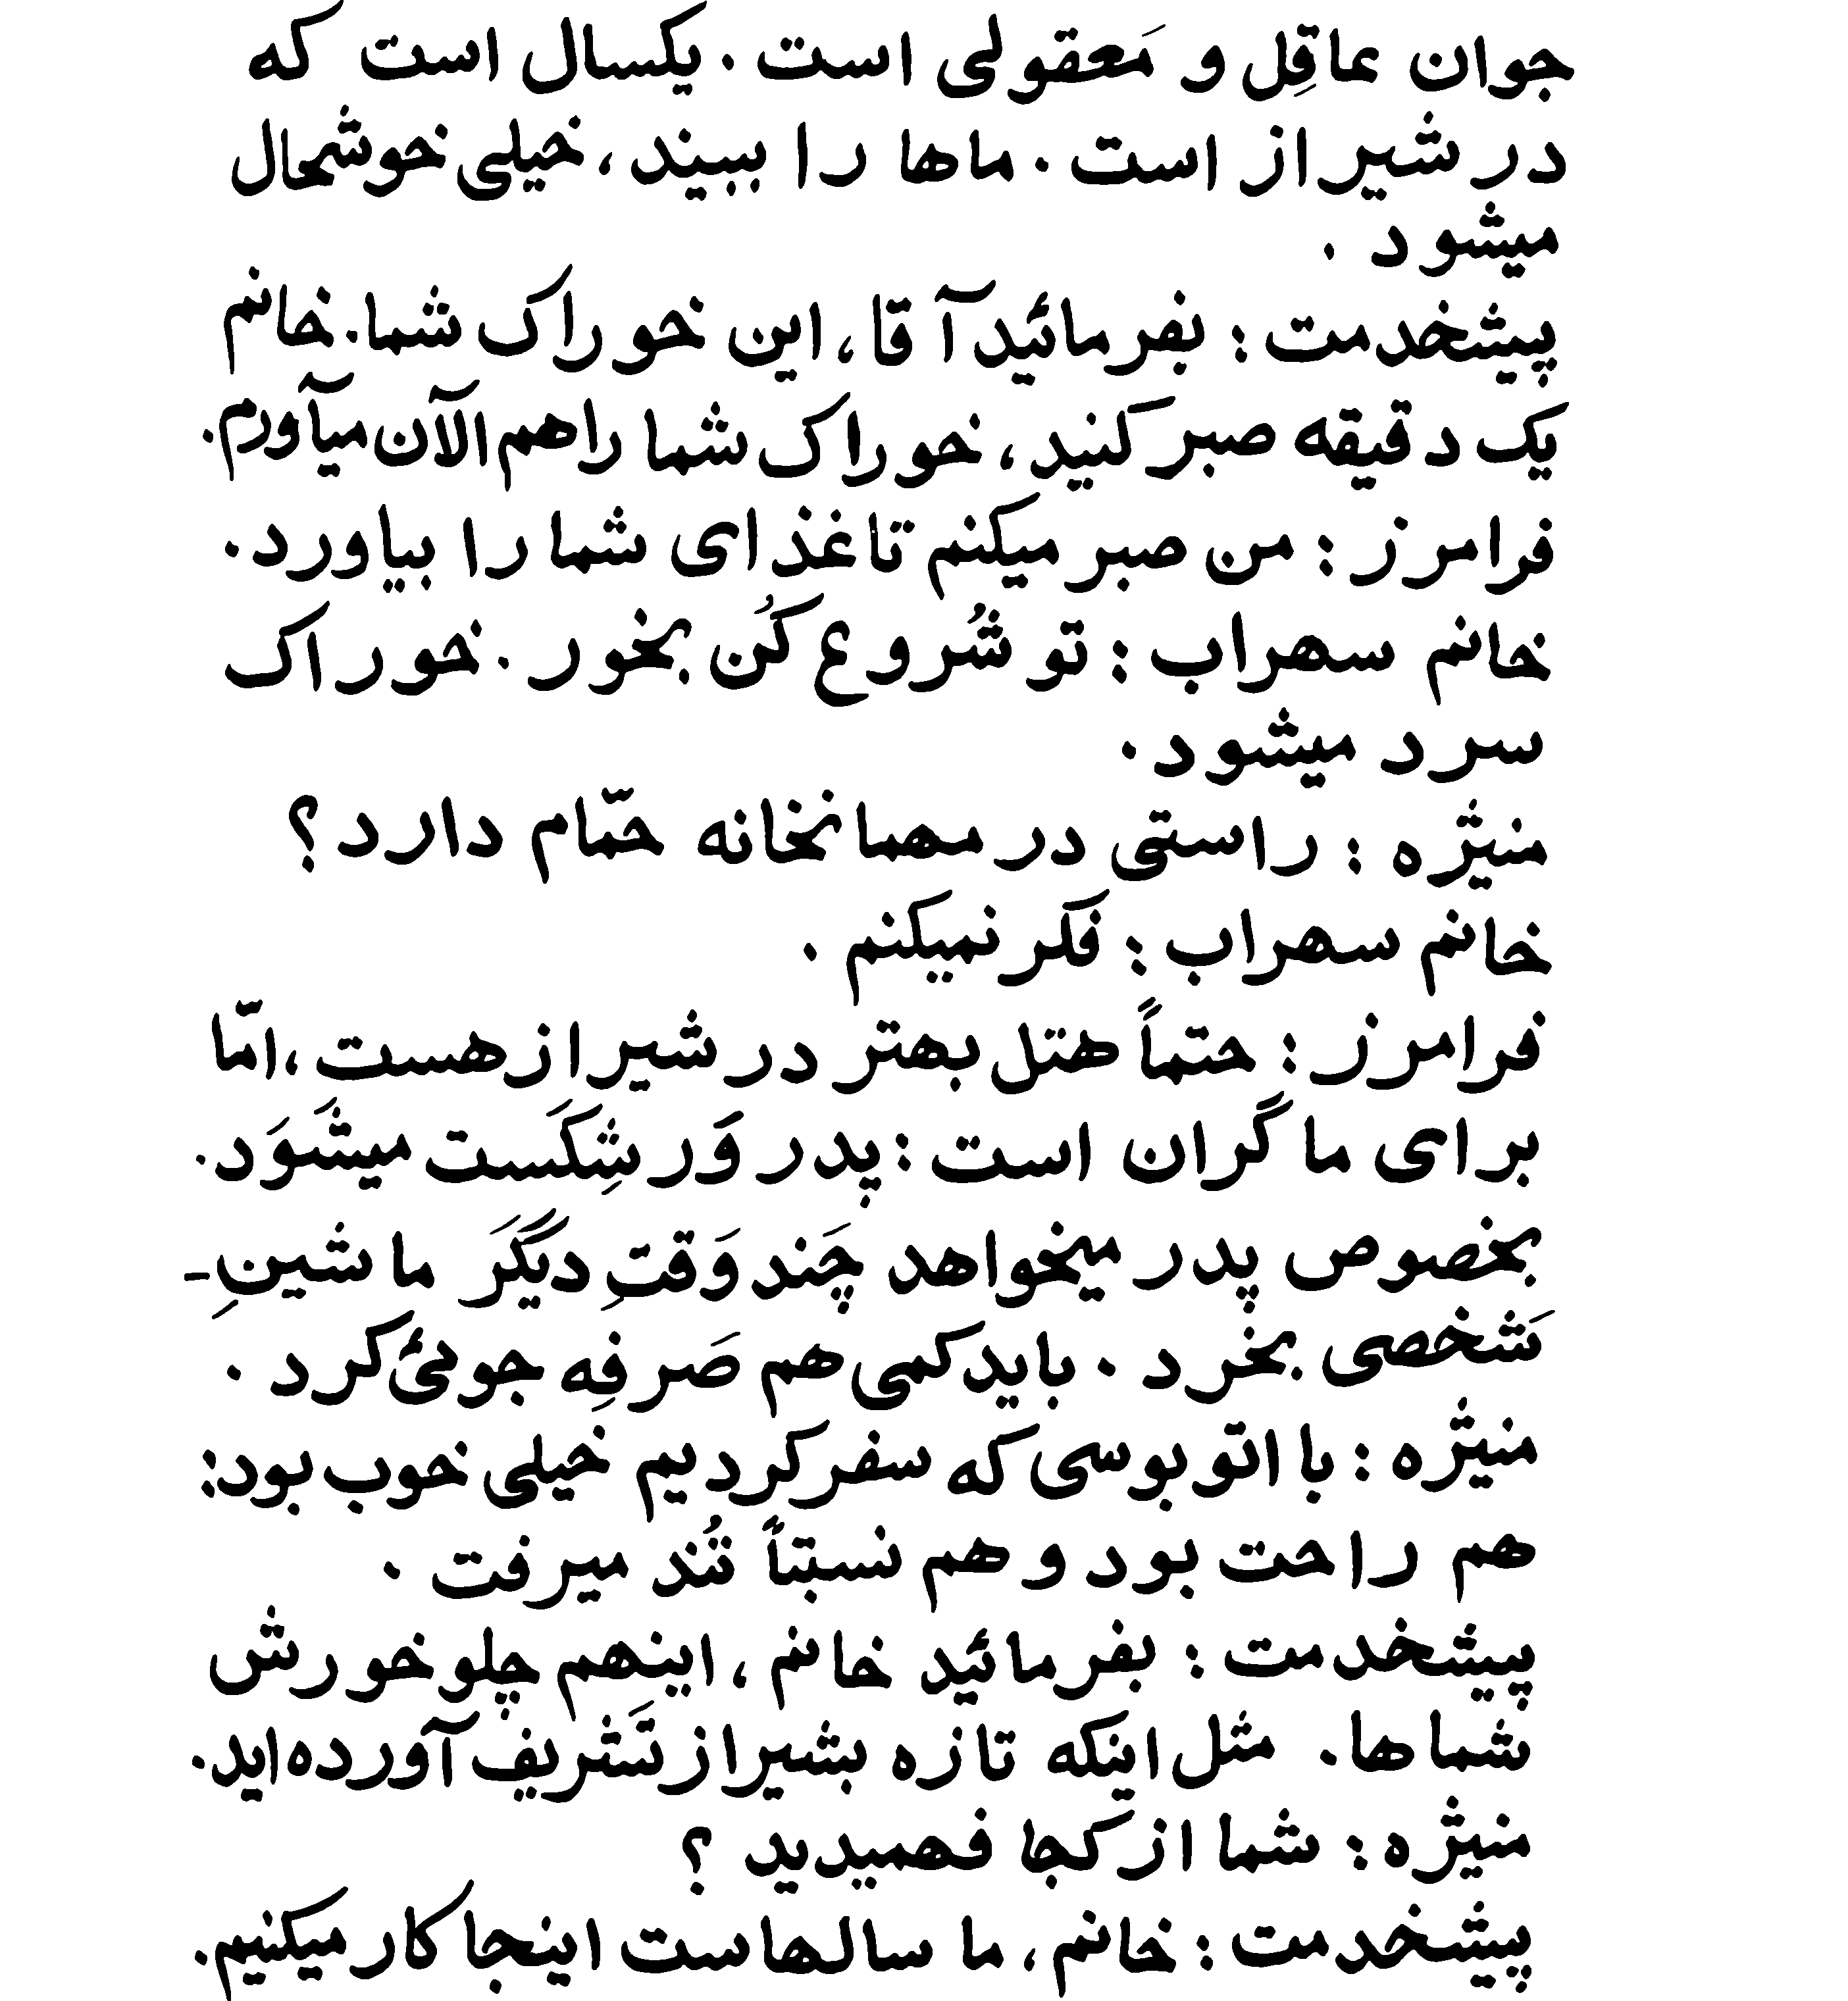 جوان عاقِل و مَعقولی است. یکسال است که
در شیراز است. ماها را ببیند، خیلی خوشحال
میشود.
پیشخدمت: بفرمائید آقا، این خوراک شما. خانم
یک دقیقه صبر کنید، خوراک شما را هم الآن میآورم.
فرامرز: من صبر میکنم تا غذای شما را بیاورد.
خانم سهراب: تو شُروع کُن بخور. خوراک
سرد میشود.
منیژه: راستی در مهمانخانه حمّام دارد؟
خانم سهراب: فکر نمیکنم.
فرامرز: حتماً هتل بهتر در شیراز هست، امّا
برای ما گران است: پدر وَرشِکَست میشَوَد.
بخصوص پدر میخواهد چَند وَقتِ دیگَر ماشینِ-
شَخصی بخرد. باید کمی هم صَرفِه جوئی کرد.
منیژه: با اتوبوسی که سفر کردیم خیلی خوب بود:
هم راحت بود و هم نسبتاً تُند میرفت.
پیشخدمت: بفرمائید خانم، اینهم چلوخورش
شماها. مثل اینکه تازه بشیراز تَشریف آورده‌اید.
منیژه: شما از کجا فهمیدید؟
پیشخدمت: خانم، ما سالهاست اینجا کار میکنیم.